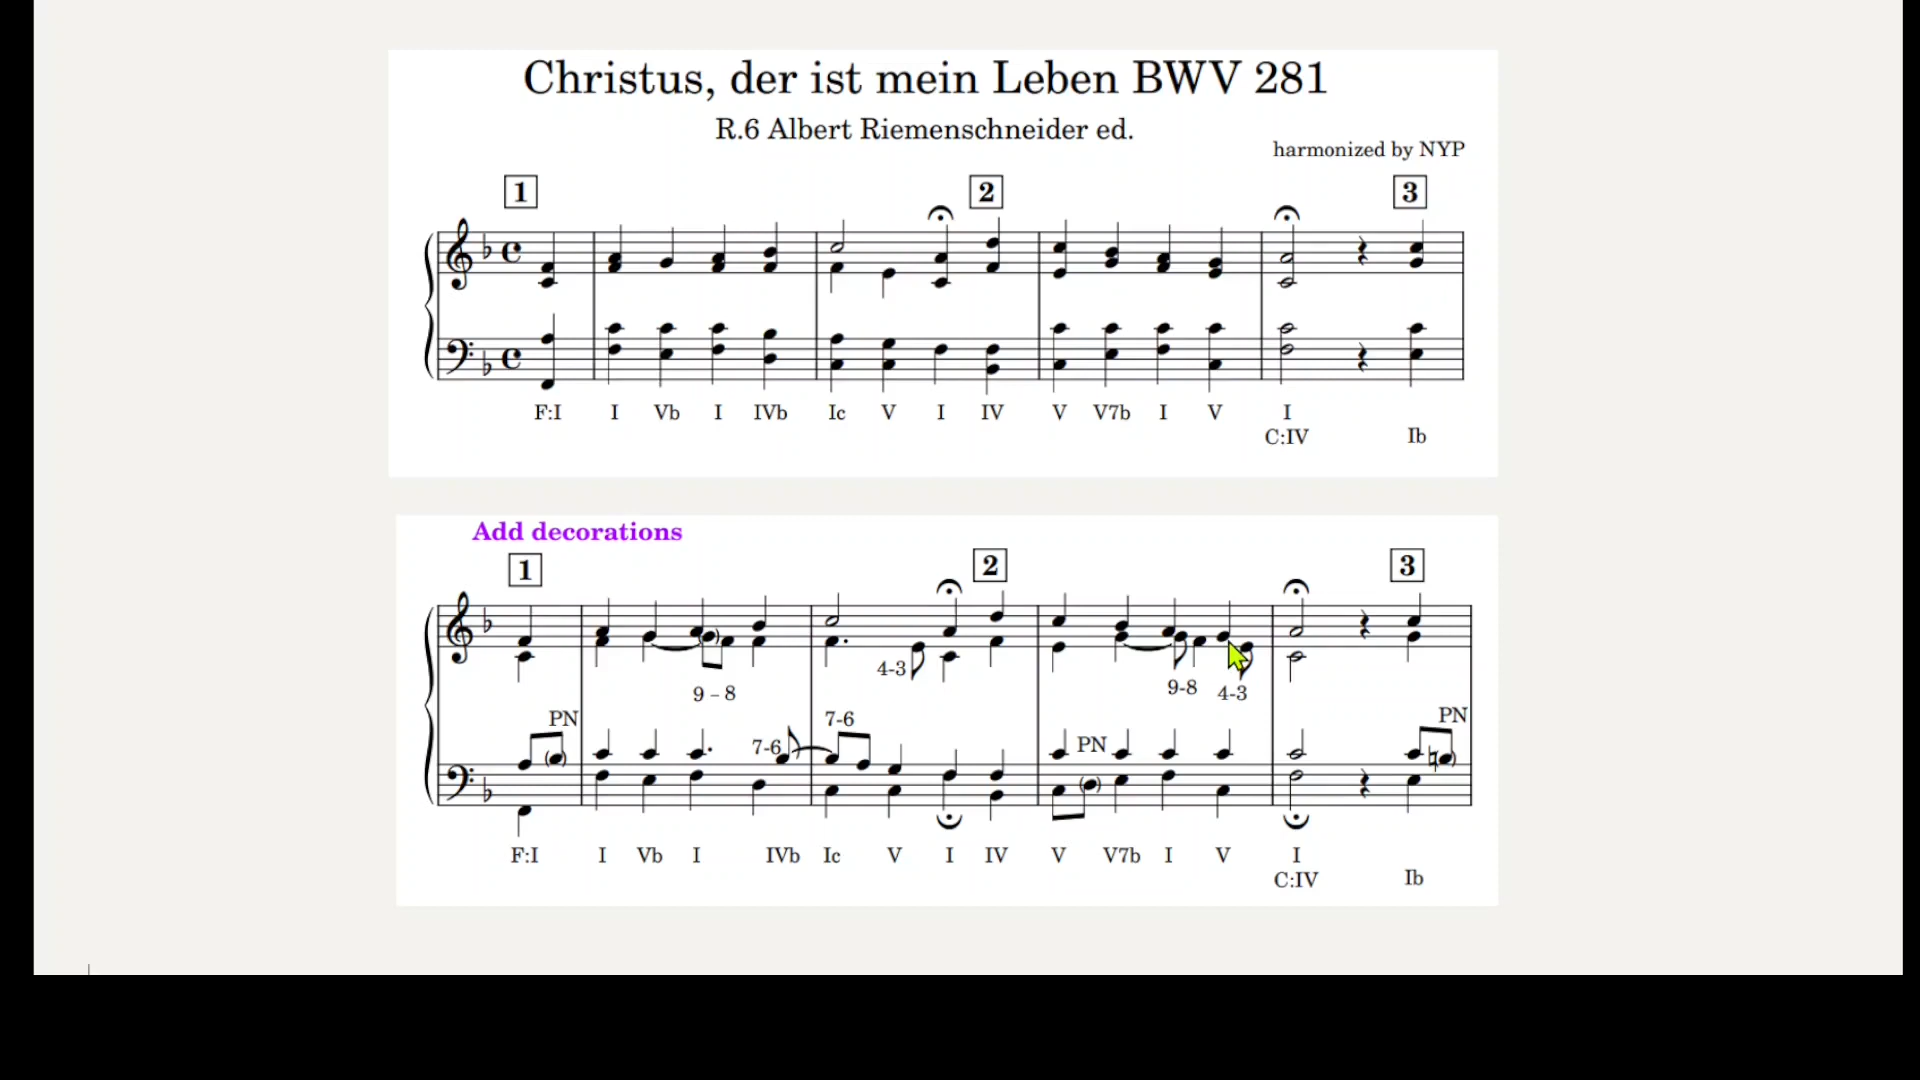 Christus, der ist mein Leben BWV 281
R.6 Albert Riemenschneider ed.
harmonized by NYP
1 2 3
F:I I Vb I IVb Ic V I IV V V7b I V I
C:IV Ib
Add decorations
1 2 3
4-3
9 – 8 9-8 4-3
PN 7-6 PN
7-6 PN
F:I I Vb I IVb Ic V I IV V V7b I V I
C:IV Ib